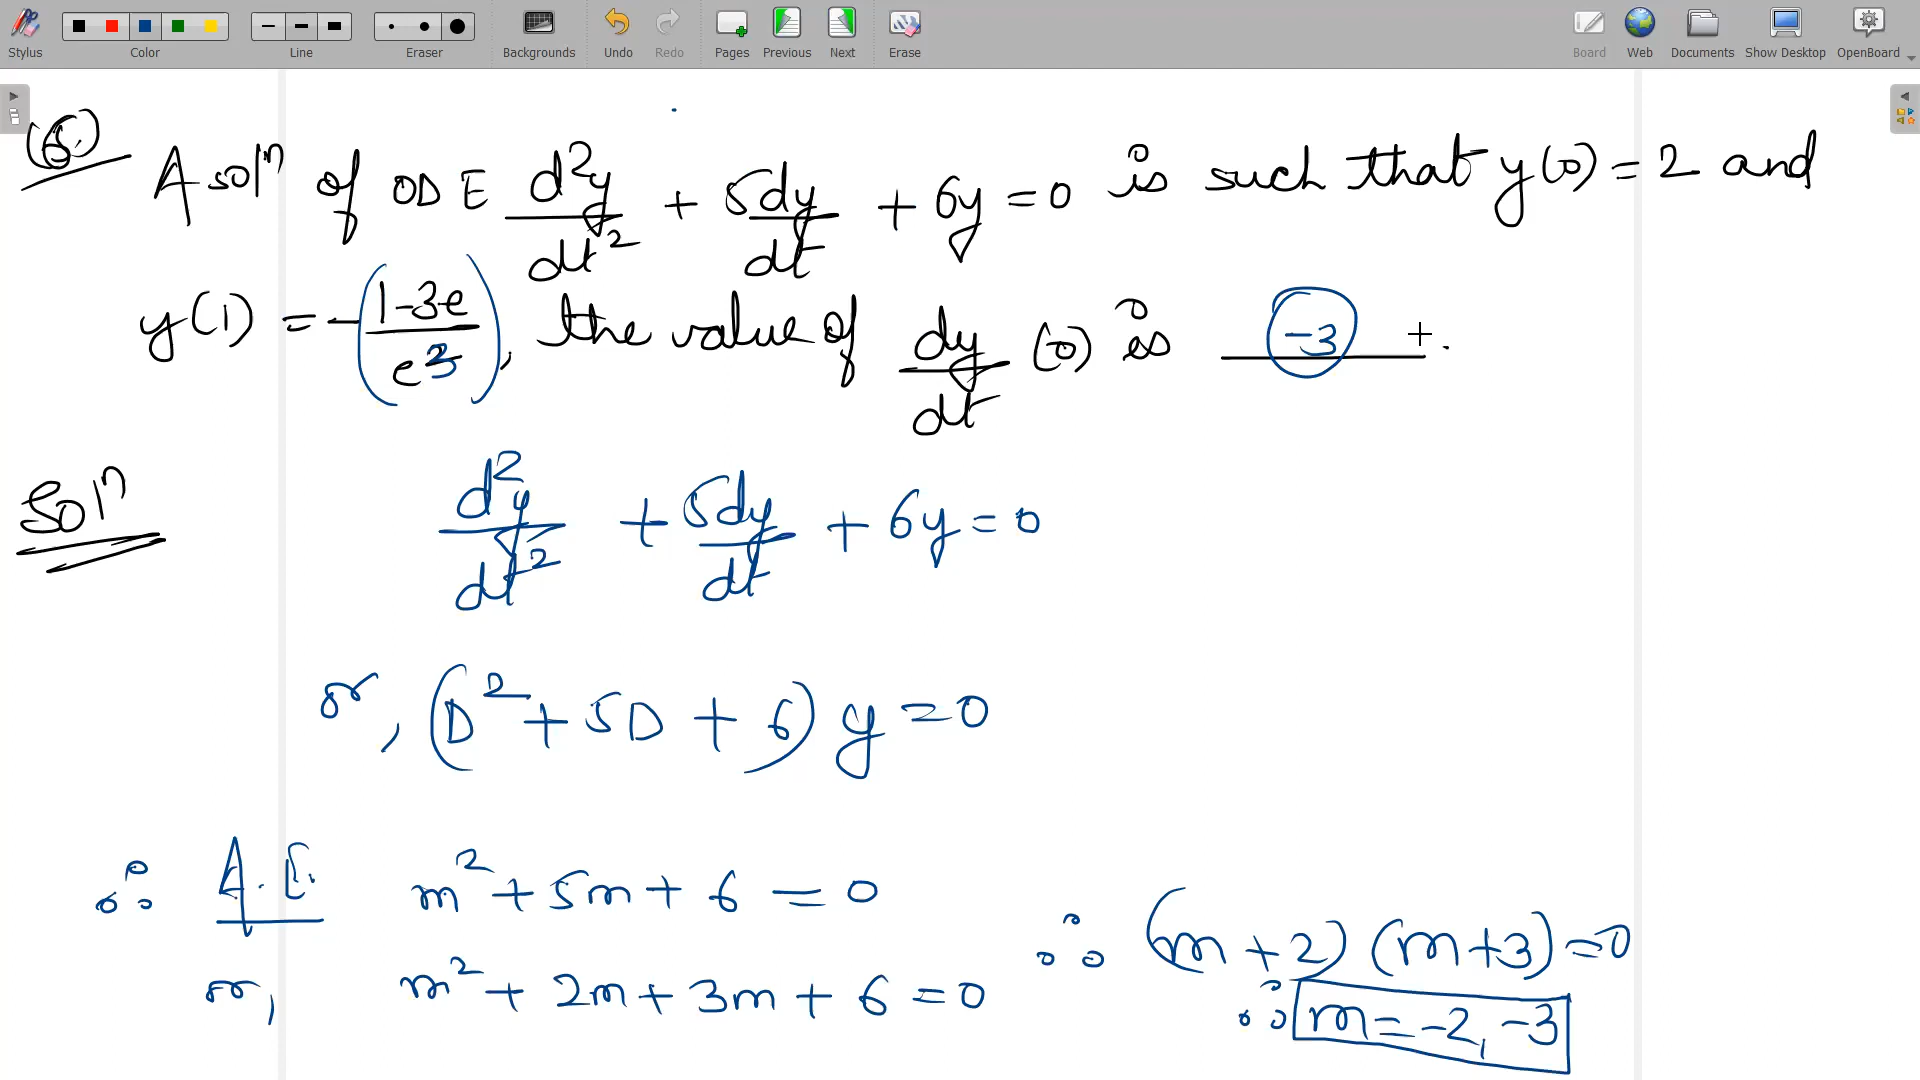 Stylus Color Line Eraser Backgrounds Undo Redo Pages Previous Next Erase Board Web Documents Show Desktop OpenBoard
(6) A solⁿ of ODE d²y/dt² + 5dy/dt + 6y = 0 is such that y(0) = 2 and
y(1) = -((1-3e)/e³), the value of dy/dt (0) is -3.
Solⁿ
d²y/dt² + 5dy/dt + 6y = 0
or, (D² + 5D + 6) y = 0
∴ A.E. m² + 5m + 6 = 0
or, m² + 2m + 3m + 6 = 0
∴ (m+2) (m+3) = 0
∴ m = -2, -3